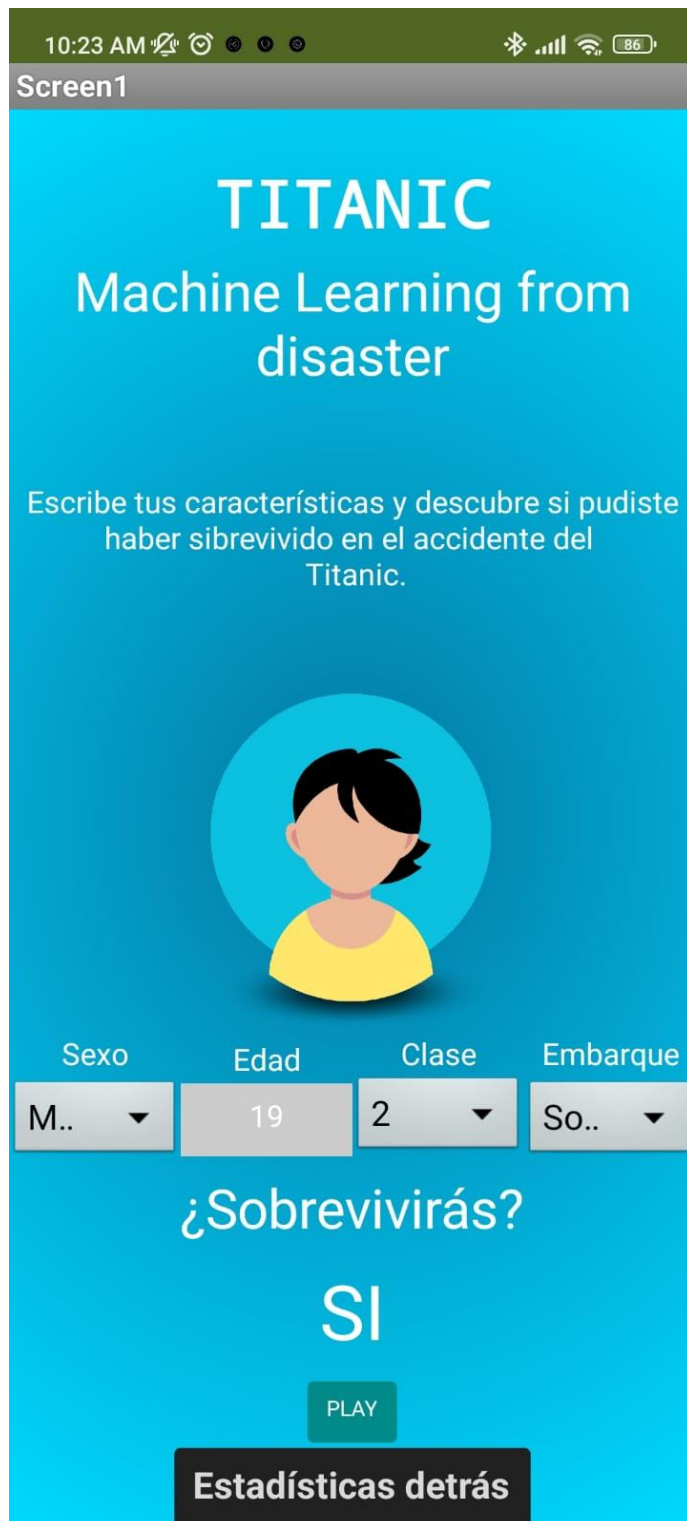 10:23 AM 86
Screen1
TITANIC
Machine Learning from
disaster
Escribe tus características y descubre si pudiste
haber sibrevivido en el accidente del
Titanic.
Sexo Edad Clase Embarque
M.. 19 2 So..
¿Sobrevivirás?
SI
PLAY
Estadísticas detrás